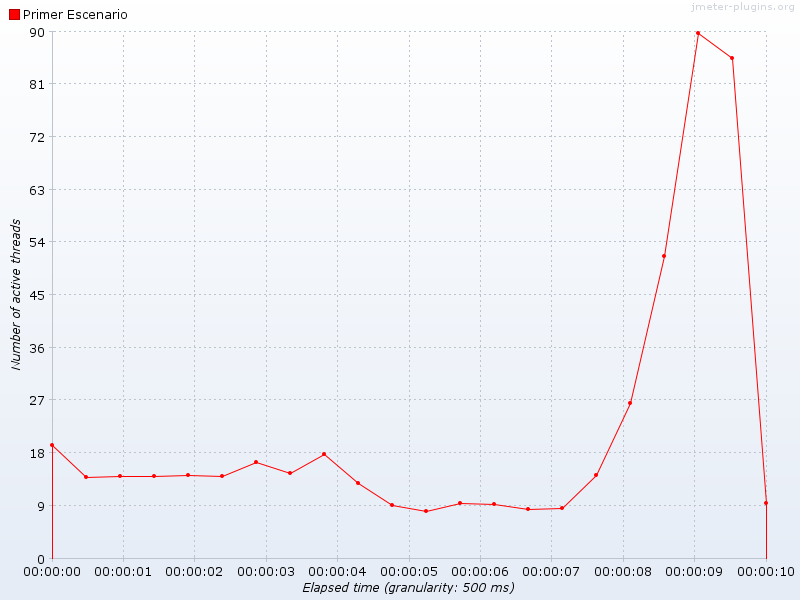 jmeter-plugins.org
Primer Escenario
90
81
72
63
54
45
36
27
18
9
0
Number of active threads
00:00:00 00:00:01 00:00:02 00:00:03 00:00:04 00:00:05 00:00:06 00:00:07 00:00:08 00:00:09 00:00:10
Elapsed time (granularity: 500 ms)